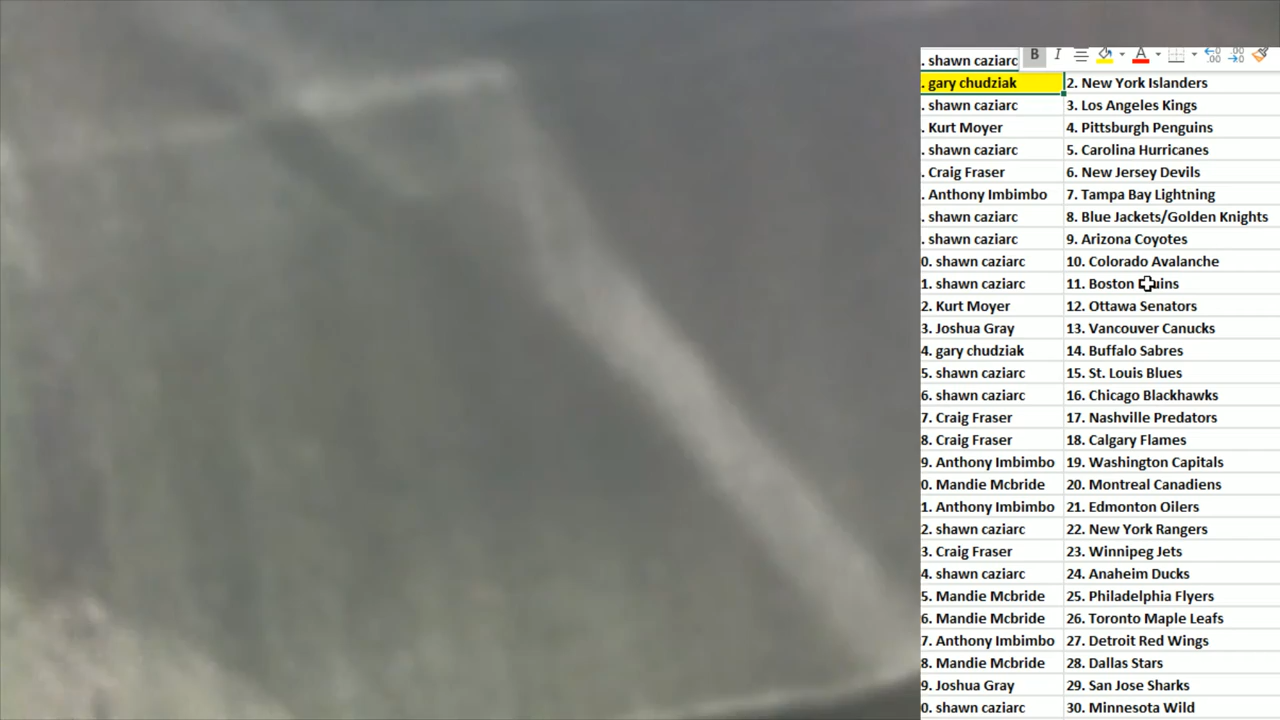 . shawn caziarc
. gary chudziak 2. New York Islanders
. shawn caziarc 3. Los Angeles Kings
. Kurt Moyer 4. Pittsburgh Penguins
. shawn caziarc 5. Carolina Hurricanes
. Craig Fraser 6. New Jersey Devils
. Anthony Imbimbo 7. Tampa Bay Lightning
. shawn caziarc 8. Blue Jackets/Golden Knights
. shawn caziarc 9. Arizona Coyotes
0. shawn caziarc 10. Colorado Avalanche
1. shawn caziarc 11. Boston
2. Kurt Moyer 12. Ottawa Senators
3. Joshua Gray 13. Vancouver Canucks
4. gary chudziak 14. Buffalo Sabres
5. shawn caziarc 15. St. Louis Blues
6. shawn caziarc 16. Chicago Blackhawks
7. Craig Fraser 17. Nashville Predators
8. Craig Fraser 18. Calgary Flames
9. Anthony Imbimbo 19. Washington Capitals
0. Mandie Mcbride 20. Montreal Canadiens
1. Anthony Imbimbo 21. Edmonton Oilers
2. shawn caziarc 22. New York Rangers
3. Craig Fraser 23. Winnipeg Jets
4. shawn caziarc 24. Anaheim Ducks
5. Mandie Mcbride 25. Philadelphia Flyers
6. Mandie Mcbride 26. Toronto Maple Leafs
7. Anthony Imbimbo 27. Detroit Red Wings
8. Mandie Mcbride 28. Dallas Stars
9. Joshua Gray 29. San Jose Sharks
0. shawn caziarc 30. Minnesota Wild